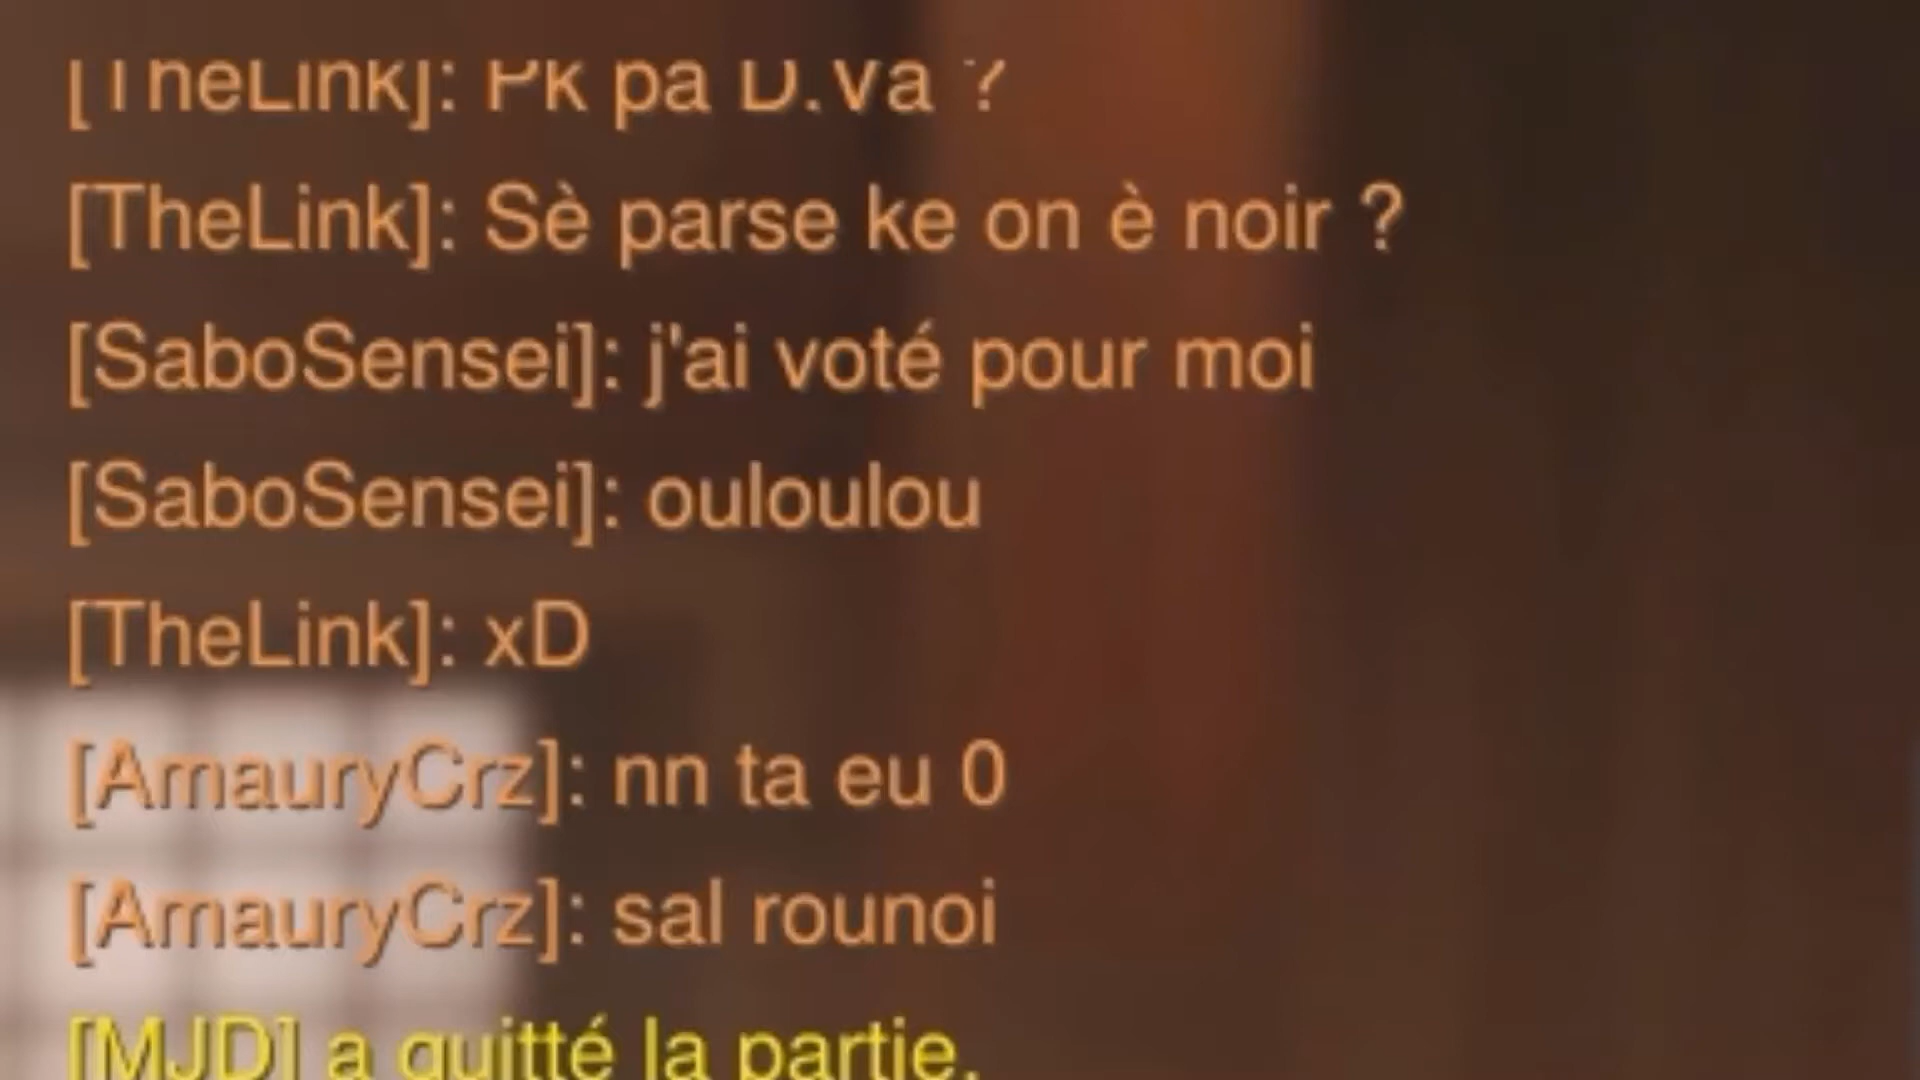 [TheLink]: Pk pa D.Va ?
[TheLink]: Sè parse ke on è noir ?
[SaboSensei]: j'ai voté pour moi
[SaboSensei]: ouloulou
[TheLink]: xD
[AmauryCrz]: nn ta eu 0
[AmauryCrz]: sal rounoi
[MJD] a quitté la partie.